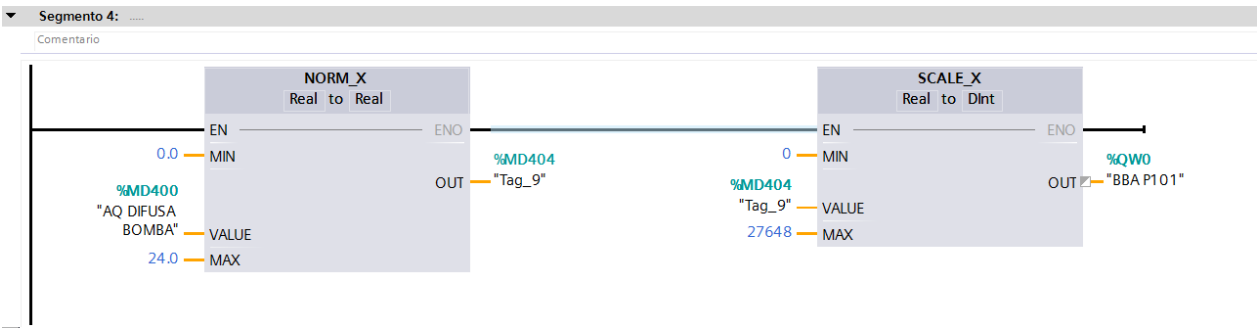 Segmento 4: .....
Comentario
NORM_X
Real to Real
EN ENO
0.0 MIN
%MD404
OUT "Tag_9"
%MD400
"AQ DIFUSA
BOMBA" VALUE
24.0 MAX
SCALE_X
Real to DInt
EN ENO
0 MIN
%QW0
OUT "BBA P101"
%MD404
"Tag_9" VALUE
27648 MAX